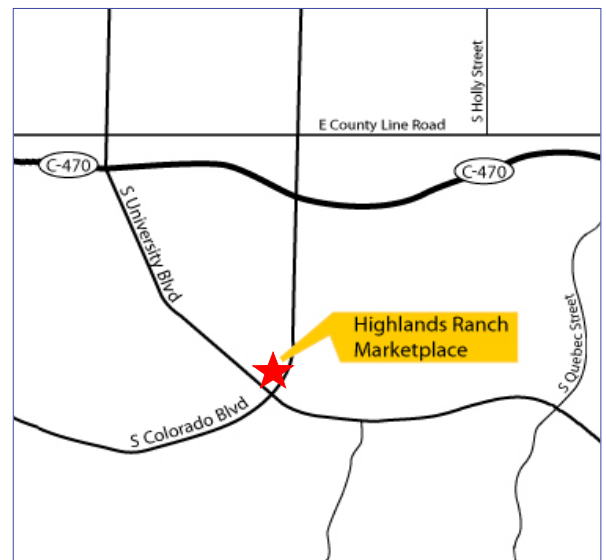 S Holly Street
E County Line Road
C-470
C-470
S University Blvd
Highlands Ranch
Marketplace
S Quebec Street
S Colorado Blvd